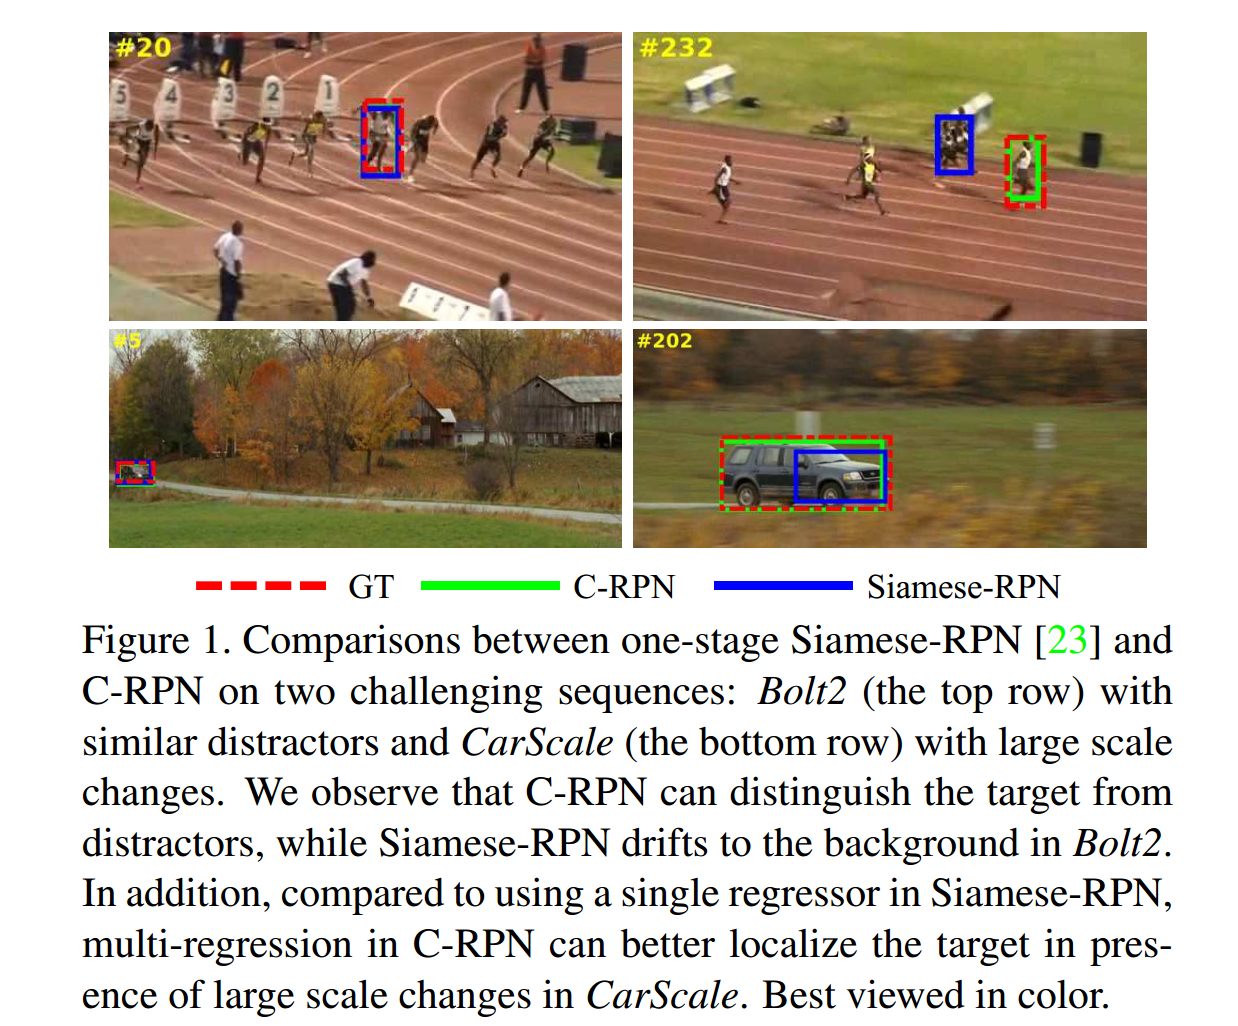 #20
#232
5 4 3 2 1
#5
#202
GT C-RPN Siamese-RPN
Figure 1. Comparisons between one-stage Siamese-RPN [23] and
C-RPN on two challenging sequences: Bolt2 (the top row) with
similar distractors and CarScale (the bottom row) with large scale
changes. We observe that C-RPN can distinguish the target from
distractors, while Siamese-RPN drifts to the background in Bolt2.
In addition, compared to using a single regressor in Siamese-RPN,
multi-regression in C-RPN can better localize the target in pres-
ence of large scale changes in CarScale. Best viewed in color.